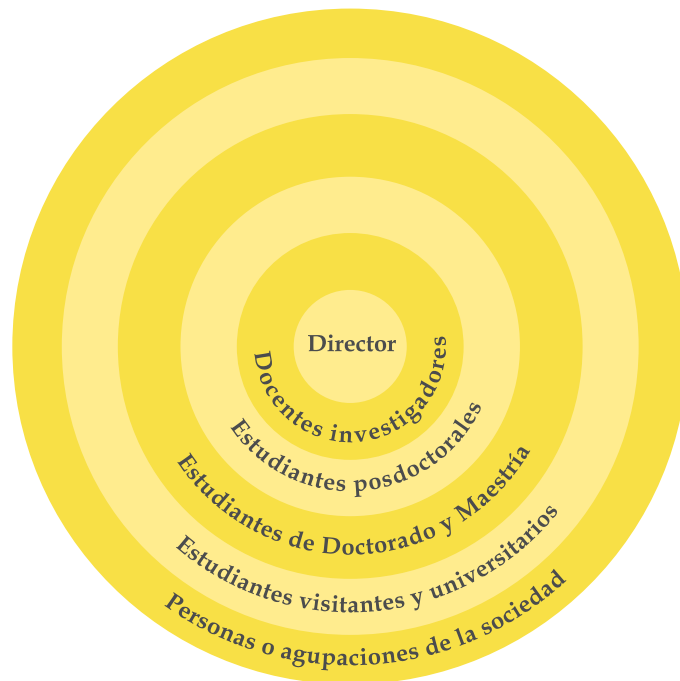 Director
Docentes investigadores
Estudiantes posdoctorales
Estudiantes de Doctorado y Maestría
Estudiantes visitantes y universitarios
Personas o agupaciones de la sociedad